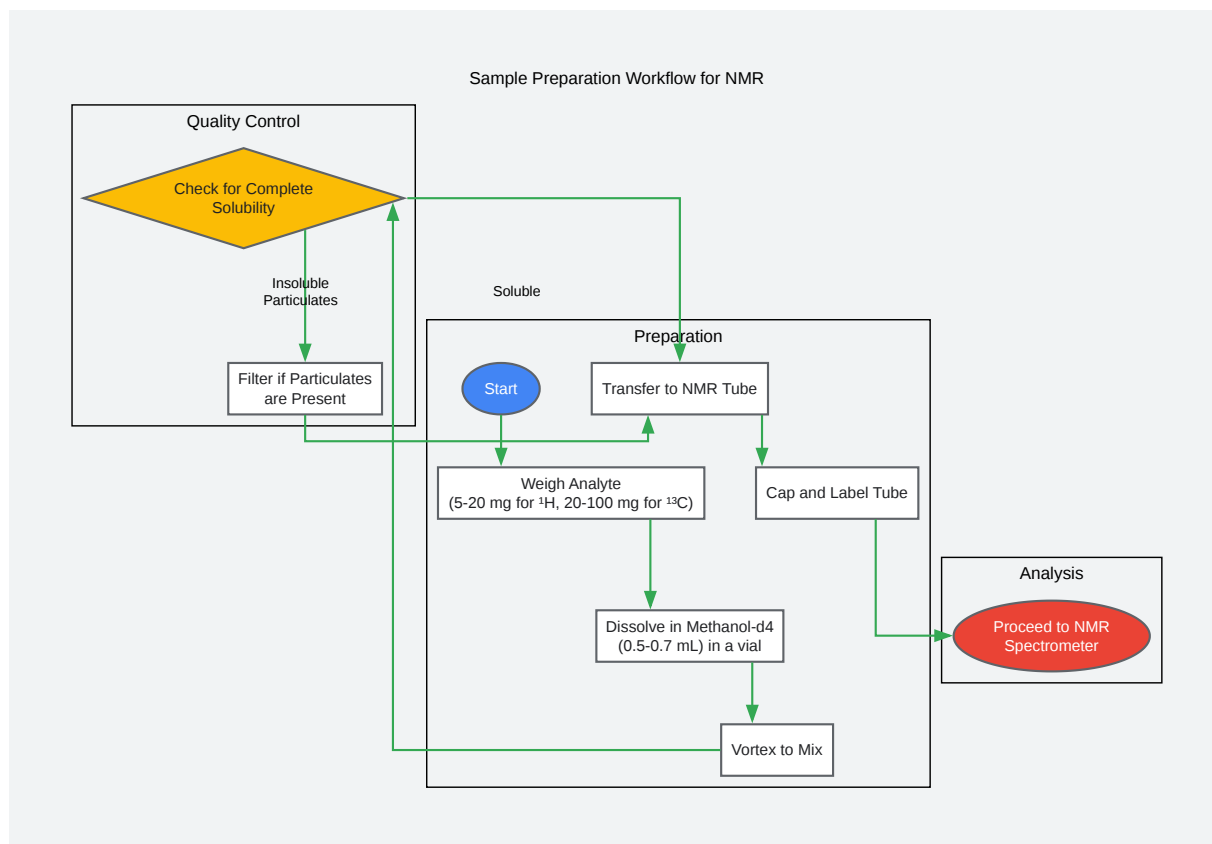 Sample Preparation Workflow for NMR
Quality Control
Check for Complete
Solubility
Insoluble
Particulates
Filter if Particulates
are Present
Soluble
Preparation
Start
Transfer to NMR Tube
Weigh Analyte
(5-20 mg for ¹H, 20-100 mg for ¹³C)
Cap and Label Tube
Dissolve in Methanol-d4
(0.5-0.7 mL) in a vial
Vortex to Mix
Analysis
Proceed to NMR
Spectrometer